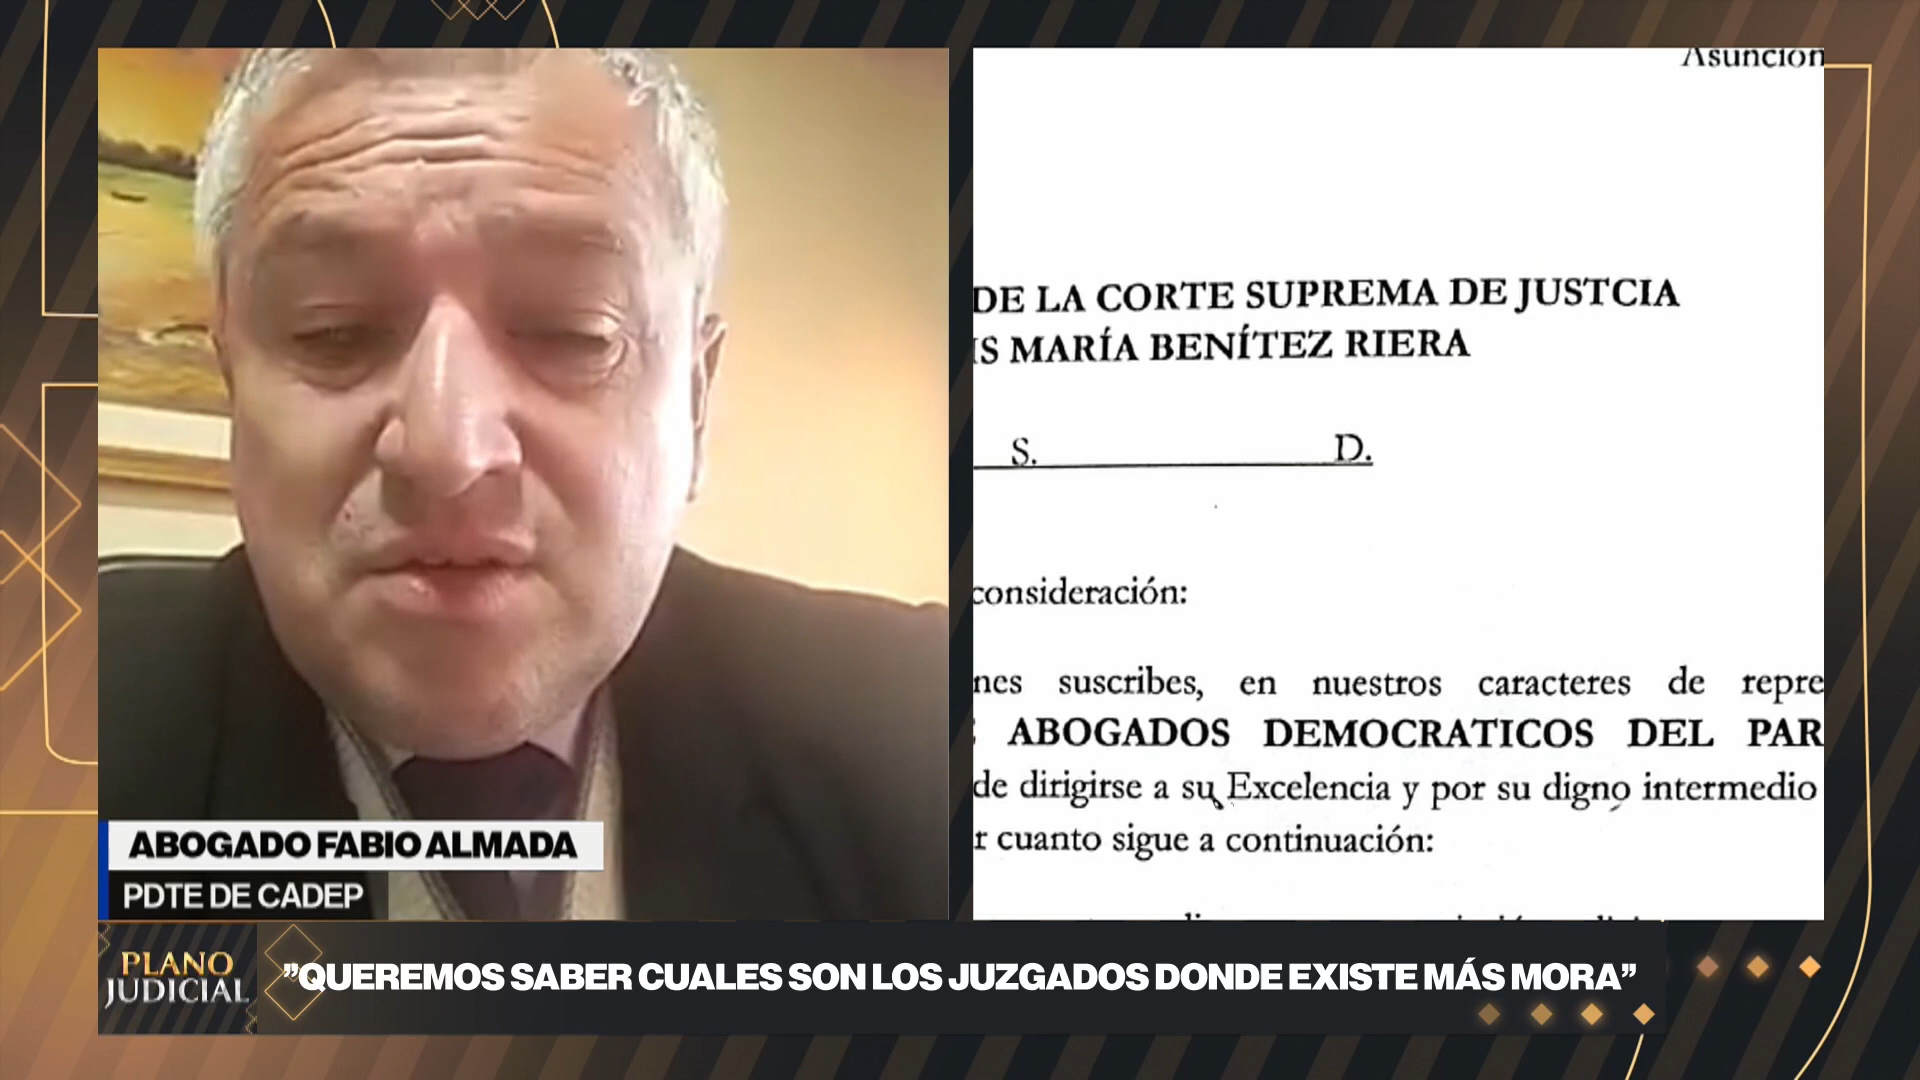 Asunción
DE LA CORTE SUPREMA DE JUSTCIA
IS MARÍA BENÍTEZ RIERA
S. D.
consideración:
nes suscribes, en nuestros caracteres de repre
ABOGADOS DEMOCRATICOS DEL PAR
de dirigirse a su Excelencia y por su digno intermedio
r cuanto sigue a continuación:
ABOGADO FABIO ALMADA
PDTE DE CADEP
PLANO
JUDICIAL
”QUEREMOS SABER CUALES SON LOS JUZGADOS DONDE EXISTE MÁS MORA”